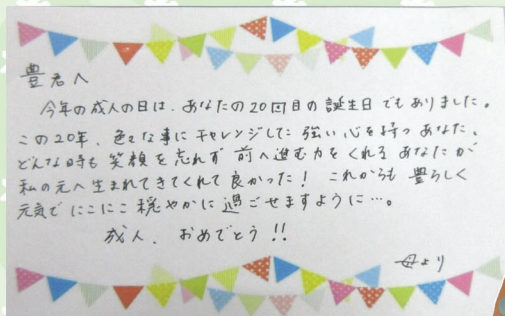 豊君へ
今年の成人の日は、あなたの20回目の誕生日でもありました。
この20年、色々な事にチャレンジした強い心を持つあなた、
どんな時も笑顔を忘れず前へ進む力をくれるあなたが
私の元へ生まれてきてくれて良かった！これからも豊らしく
元気でにこにこ穏やかに過ごせますように…。
成人、おめでとう!!
母より